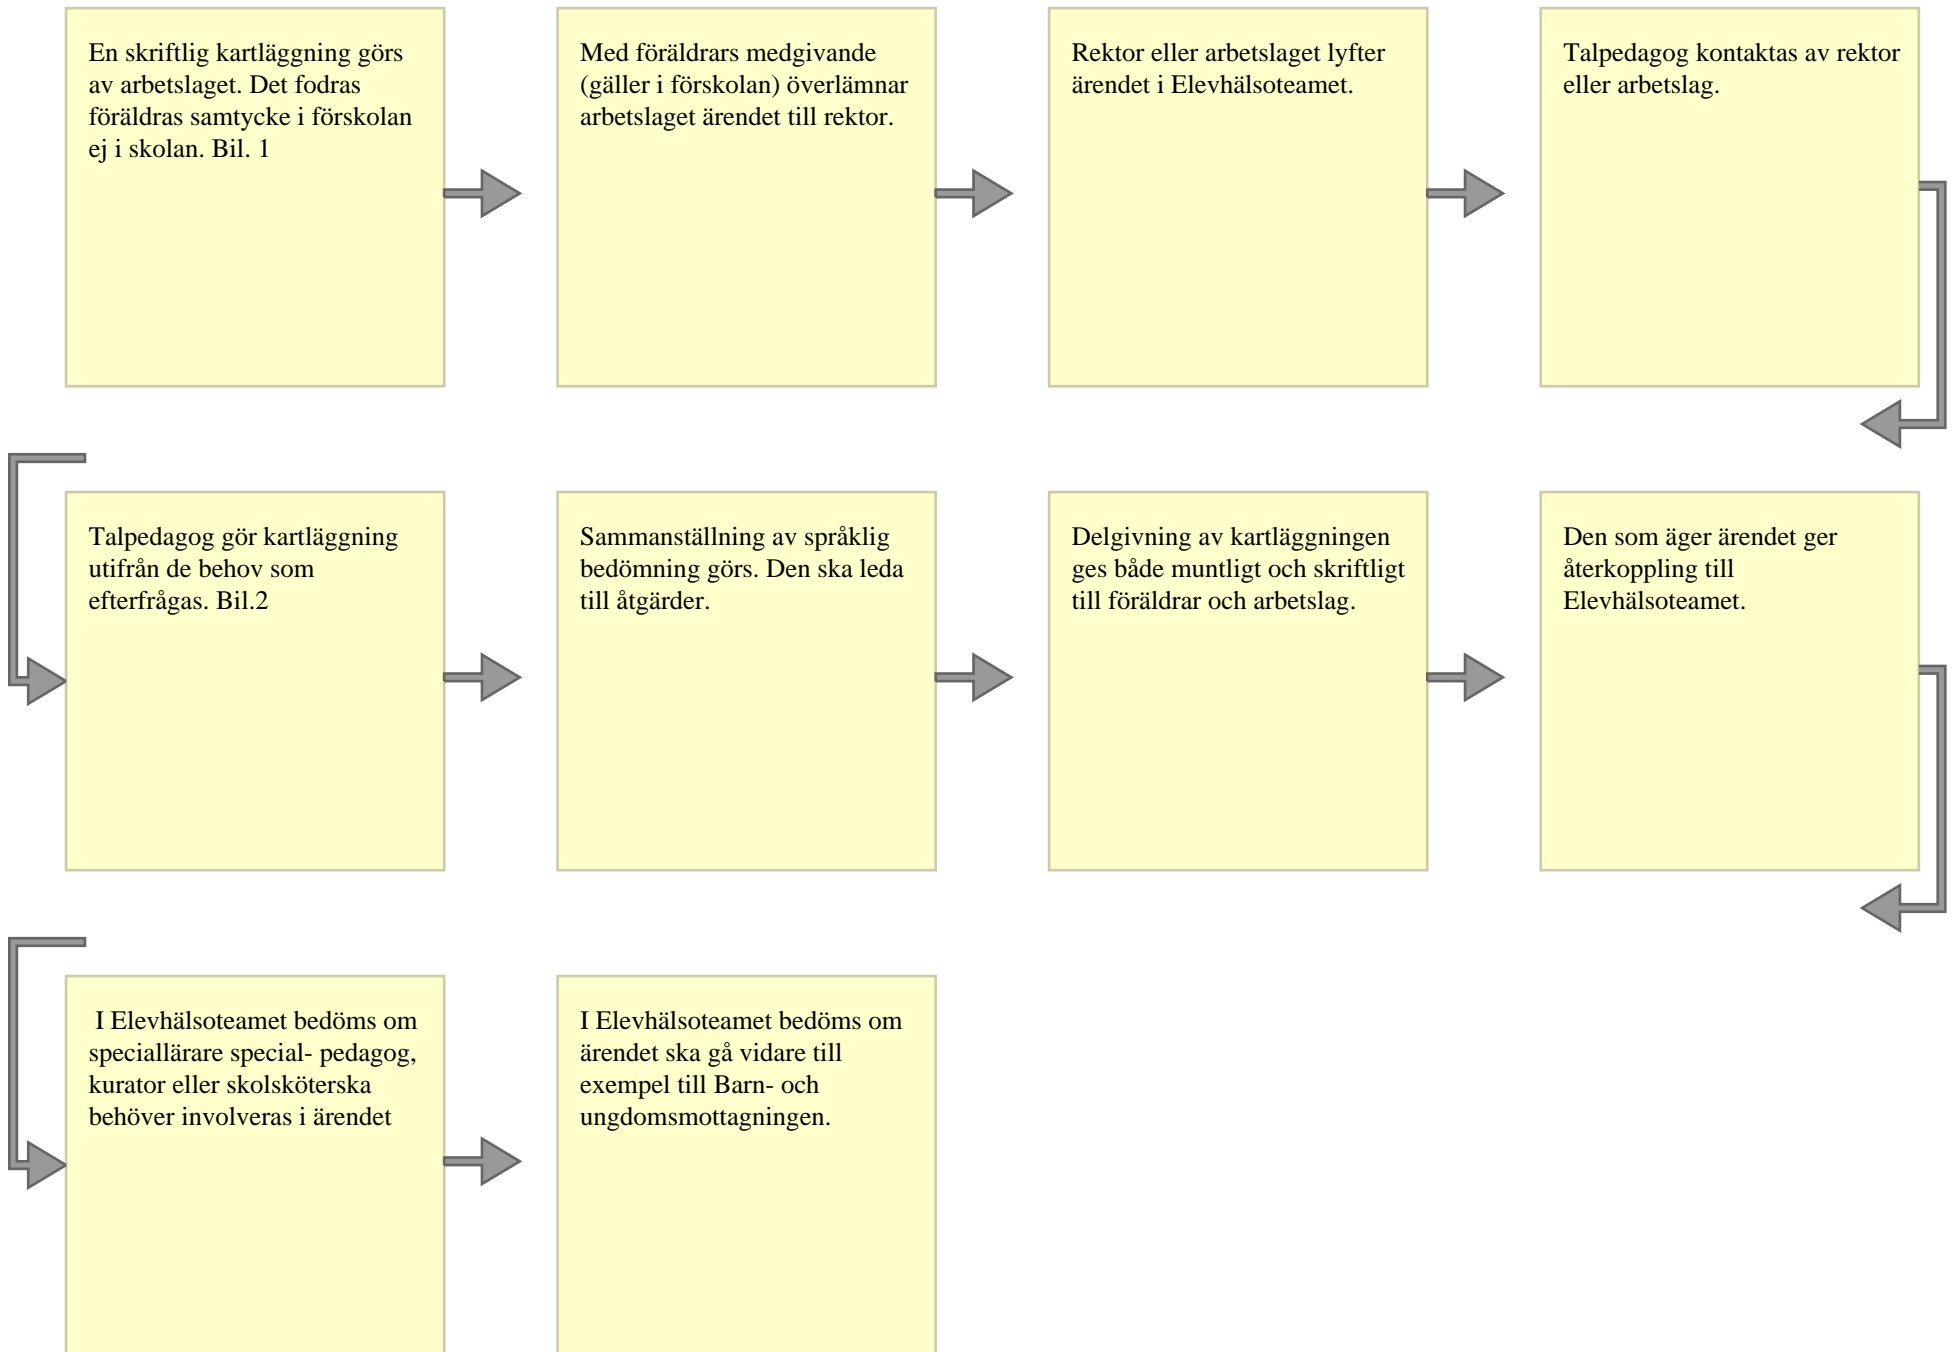 En skriftlig kartläggning görs
av arbetslaget. Det fodras
föräldras samtycke i förskolan
ej i skolan. Bil. 1
Med föräldrars medgivande
(gäller i förskolan) överlämnar
arbetslaget ärendet till rektor.
Rektor eller arbetslaget lyfter
ärendet i Elevhälsoteamet.
Talpedagog kontaktas av rektor
eller arbetslag.
Talpedagog gör kartläggning
utifrån de behov som
efterfrågas. Bil.2
Sammanställning av språklig
bedömning görs. Den ska leda
till åtgärder.
Delgivning av kartläggningen
ges både muntligt och skriftligt
till föräldrar och arbetslag.
Den som äger ärendet ger
återkoppling till
Elevhälsoteamet.
I Elevhälsoteamet bedöms om
speciallärare special- pedagog,
kurator eller skolsköterska
behöver involveras i ärendet
I Elevhälsoteamet bedöms om
ärendet ska gå vidare till
exempel till Barn- och
ungdomsmottagningen.